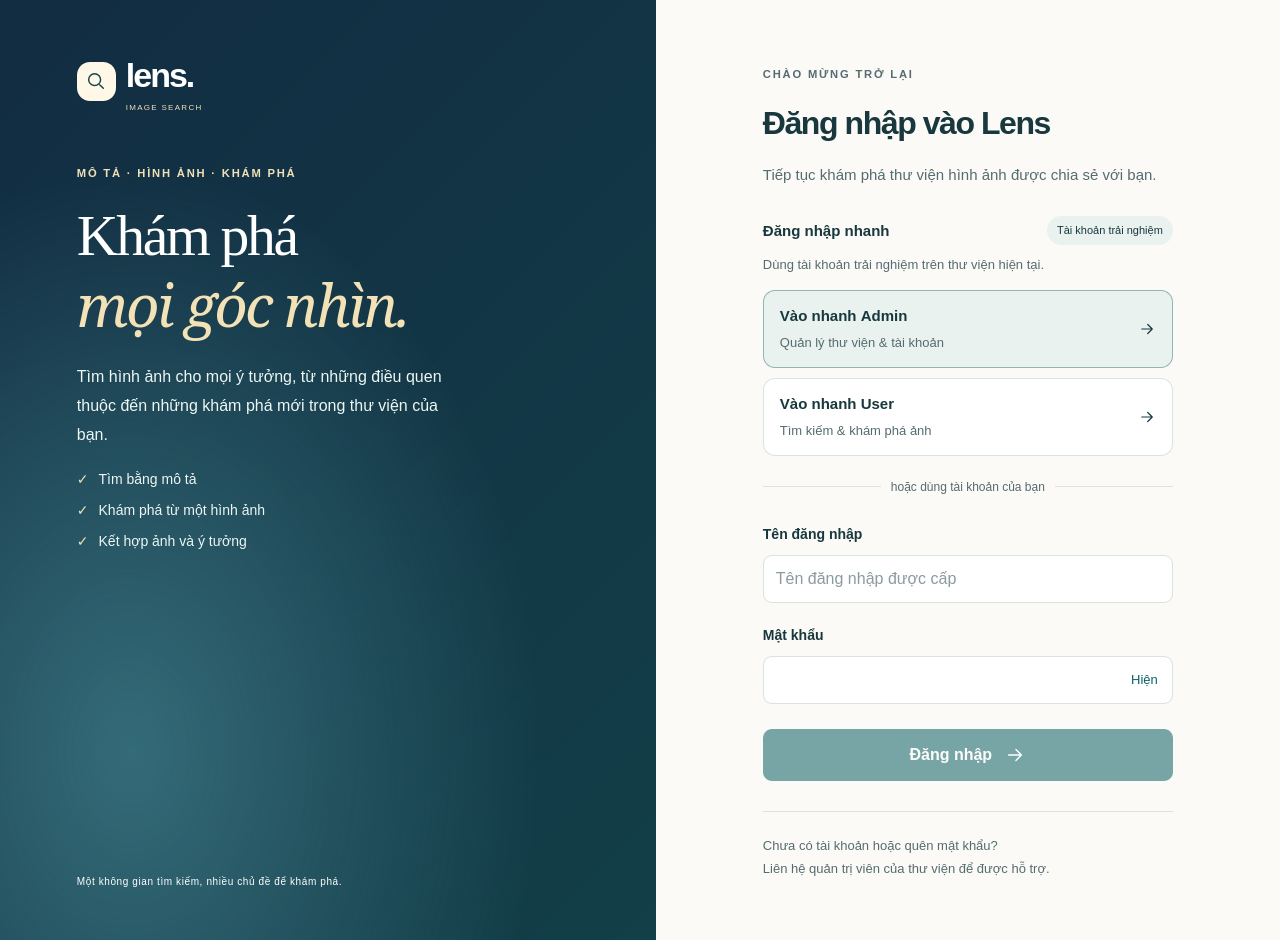 lens.
IMAGE SEARCH
MÔ TẢ · HÌNH ẢNH · KHÁM PHÁ
Khám phá
mọi góc nhìn.
Tìm hình ảnh cho mọi ý tưởng, từ những điều quen
thuộc đến những khám phá mới trong thư viện của
bạn.
✓ Tìm bằng mô tả
✓ Khám phá từ một hình ảnh
✓ Kết hợp ảnh và ý tưởng
Một không gian tìm kiếm, nhiều chủ đề để khám phá.
CHÀO MỪNG TRỞ LẠI
Đăng nhập vào Lens
Tiếp tục khám phá thư viện hình ảnh được chia sẻ với bạn.
Đăng nhập nhanh
Tài khoản trải nghiệm
Dùng tài khoản trải nghiệm trên thư viện hiện tại.
Vào nhanh Admin
Quản lý thư viện & tài khoản
Vào nhanh User
Tìm kiếm & khám phá ảnh
hoặc dùng tài khoản của bạn
Tên đăng nhập
Tên đăng nhập được cấp
Mật khẩu
Hiện
Đăng nhập
Chưa có tài khoản hoặc quên mật khẩu?
Liên hệ quản trị viên của thư viện để được hỗ trợ.